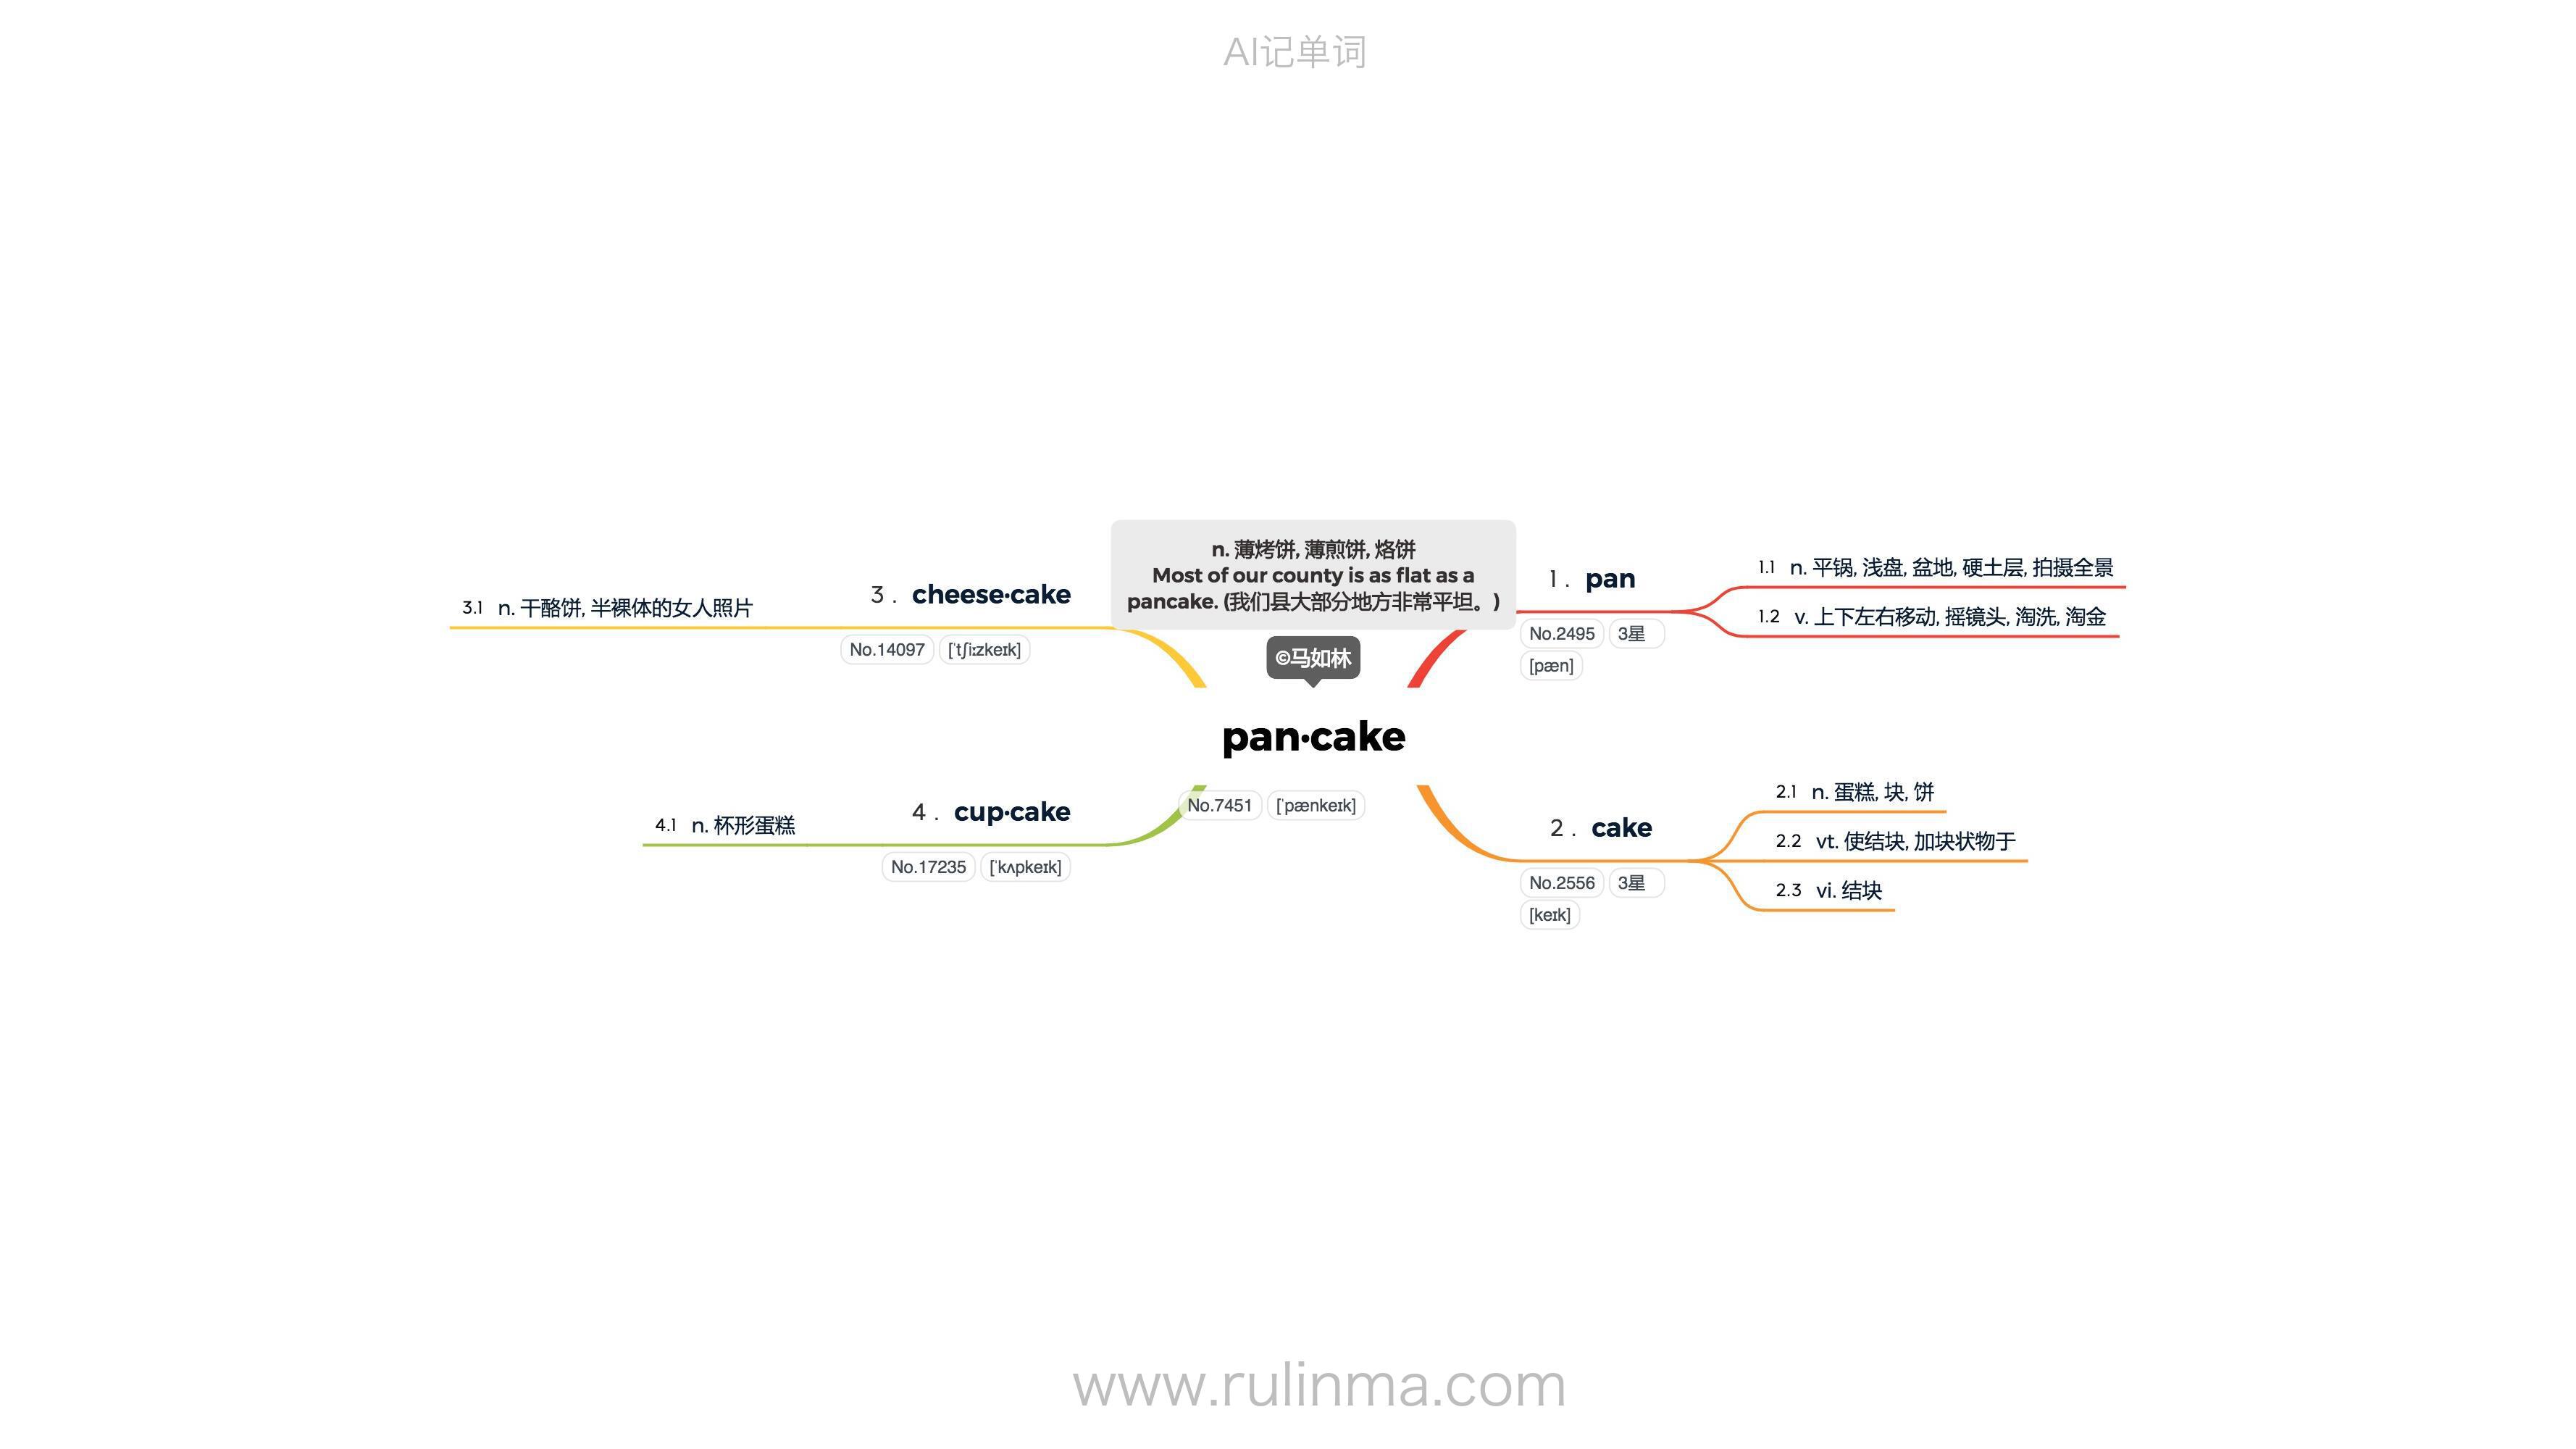 AI记单词
n. 薄烤饼, 薄煎饼, 烙饼
Most of our county is as flat as a
pancake. (我们县大部分地方非常平坦。)
©马如林
pan·cake
No.7451 [ˈpænkeɪk]
1 . pan
No.2495 3星
[pæn]
1.1 n. 平锅, 浅盘, 盆地, 硬土层, 拍摄全景
1.2 v. 上下左右移动, 摇镜头, 淘洗, 淘金
2 . cake
No.2556 3星
[keɪk]
2.1 n. 蛋糕, 块, 饼
2.2 vt. 使结块, 加块状物于
2.3 vi. 结块
3 . cheese·cake
No.14097 [ˈtʃiːzkeɪk]
3.1 n. 干酪饼, 半裸体的女人照片
4 . cup·cake
No.17235 [ˈkʌpkeɪk]
4.1 n. 杯形蛋糕
www.rulinma.com